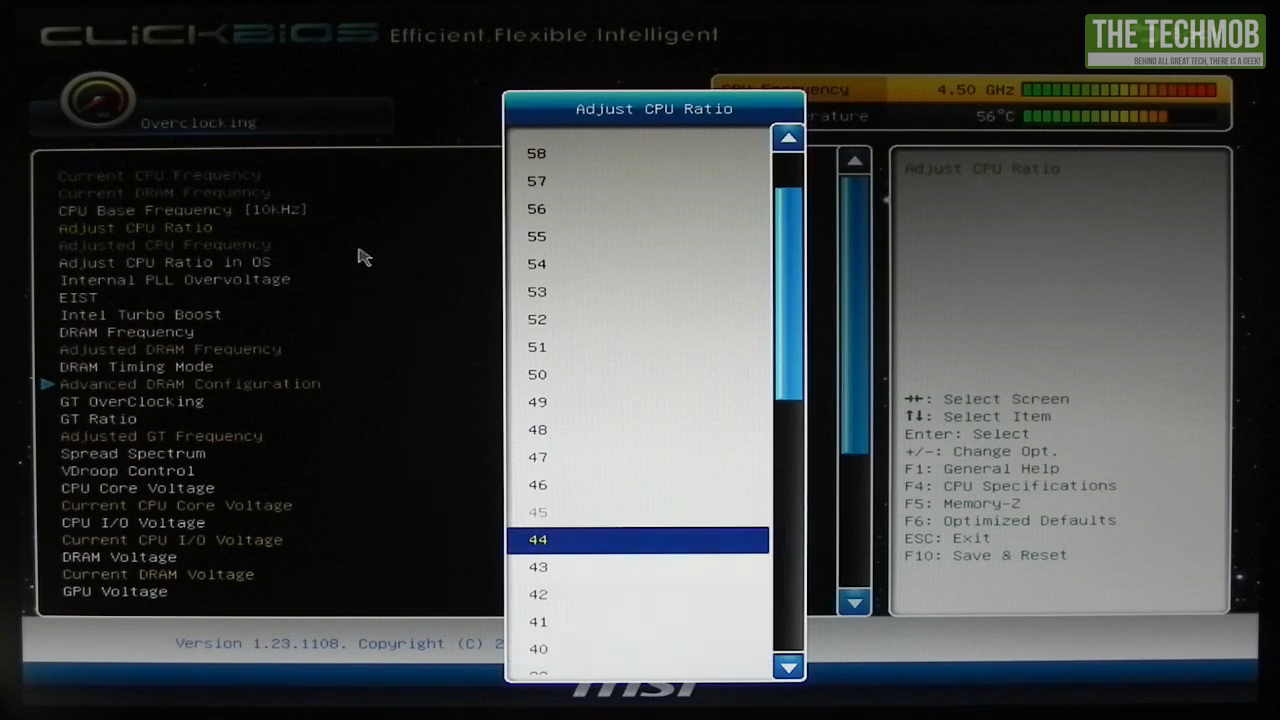 CLiCKBiOS Efficient.Flexible.Intelligent
THE TECHMOB
BEHIND ALL GREAT TECH, THERE IS A GEEK!
CPU Frequency 4.50 GHz
56°C
Overclocking
Adjust CPU Ratio
58
57
56
55
54
53
52
51
50
49
48
47
46
45
44
43
42
41
40
Current CPU Frequency
Current DRAM Frequency
CPU Base Frequency [10kHz]
Adjust CPU Ratio
Adjusted CPU Frequency
Adjust CPU Ratio in OS
Internal PLL Overvoltage
EIST
Intel Turbo Boost
DRAM Frequency
Adjusted DRAM Frequency
DRAM Timing Mode
Advanced DRAM Configuration
GT OverClocking
GT Ratio
Adjusted GT Frequency
Spread Spectrum
VDroop Control
CPU Core Voltage
Current CPU Core Voltage
CPU I/O Voltage
Current CPU I/O Voltage
DRAM Voltage
Current DRAM Voltage
GPU Voltage
Adjust CPU Ratio
→←: Select Screen
↑↓: Select Item
Enter: Select
+/-: Change Opt.
F1: General Help
F4: CPU Specifications
F5: Memory-Z
F6: Optimized Defaults
ESC: Exit
F10: Save & Reset
Version 1.23.1108. Copyright (C) 2
msi